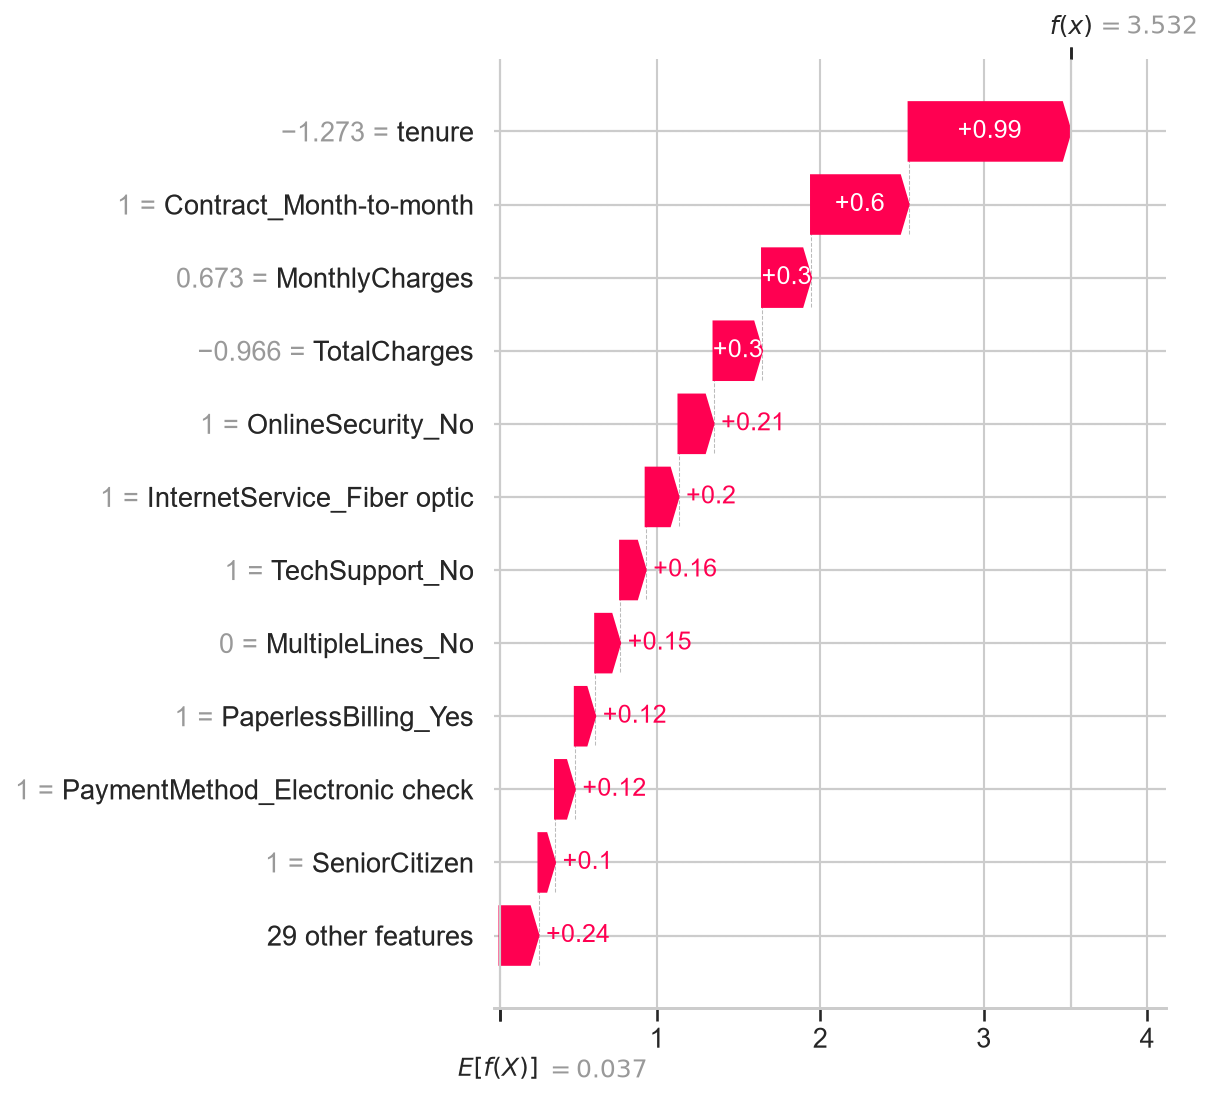 f(x) = 3.532
−1.273 = tenure
+0.99
1 = Contract_Month-to-month
+0.6
0.673 = MonthlyCharges
+0.3
−0.966 = TotalCharges
+0.3
1 = OnlineSecurity_No
+0.21
1 = InternetService_Fiber optic
+0.2
1 = TechSupport_No
+0.16
0 = MultipleLines_No
+0.15
1 = PaperlessBilling_Yes
+0.12
1 = PaymentMethod_Electronic check
+0.12
1 = SeniorCitizen
+0.1
29 other features
+0.24
1 2 3 4
E[f(X)] = 0.037